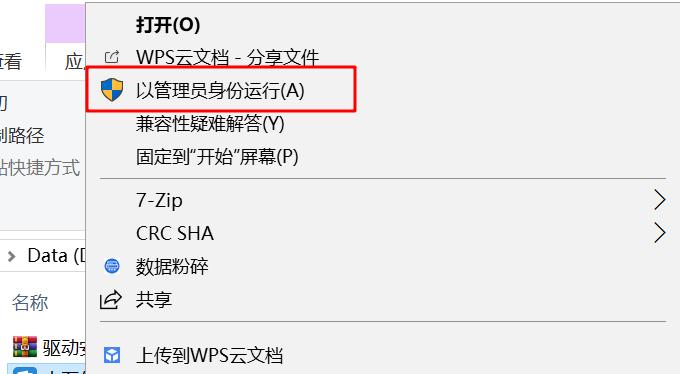 打开(O)
WPS云文档 - 分享文件
查看
应
以管理员身份运行(A)
切
兼容性疑难解答(Y)
制路径
固定到"开始"屏幕(P)
占快捷方式
7-Zip
CRC SHA
Data (D
数据粉碎
名称
共享
驱动安
上传到WPS云文档